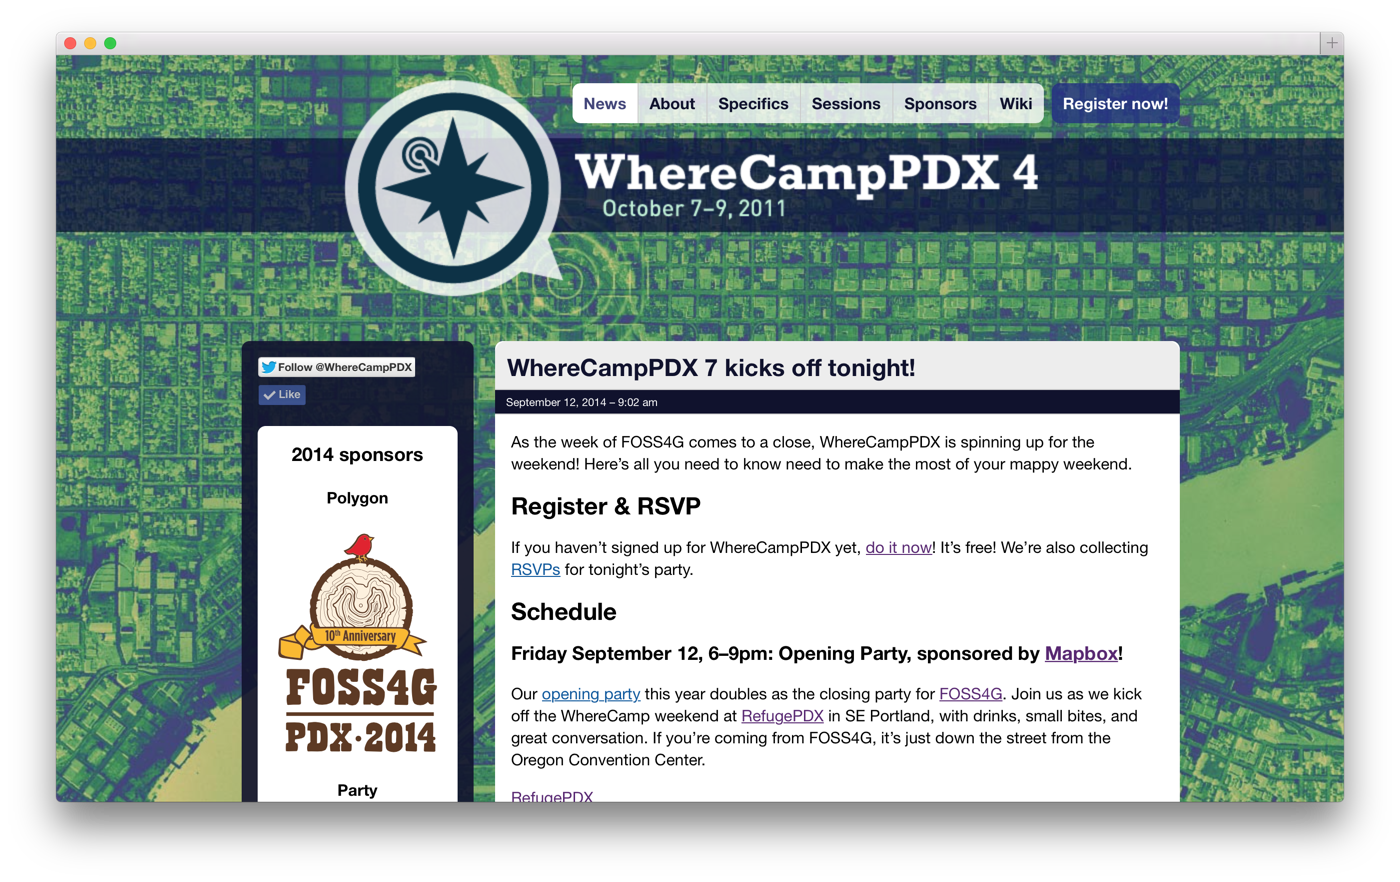 News About Specifics Sessions Sponsors Wiki Register now!
WhereCampPDX 4
October 7–9, 2011
Follow @WhereCampPDX
Like
2014 sponsors
Polygon
10th Anniversary
FOSS4G
PDX·2014
Party
WhereCampPDX 7 kicks off tonight!
September 12, 2014 – 9:02 am
As the week of FOSS4G comes to a close, WhereCampPDX is spinning up for the
weekend! Here’s all you need to know need to make the most of your mappy weekend.
Register & RSVP
If you haven’t signed up for WhereCampPDX yet, do it now! It’s free! We’re also collecting
RSVPs for tonight’s party.
Schedule
Friday September 12, 6–9pm: Opening Party, sponsored by Mapbox!
Our opening party this year doubles as the closing party for FOSS4G. Join us as we kick
off the WhereCamp weekend at RefugePDX in SE Portland, with drinks, small bites, and
great conversation. If you’re coming from FOSS4G, it’s just down the street from the
Oregon Convention Center.
RefugePDX